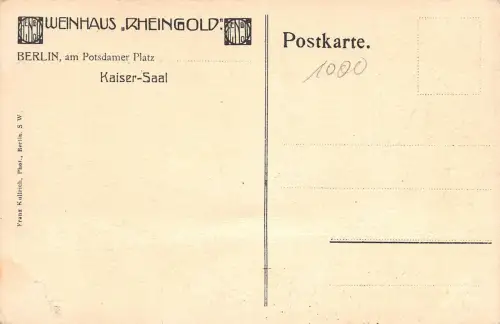 WEINHAUS „RHEINGOLD“
BERLIN, am Potsdamer Platz
Kaiser-Saal
Postkarte.
1000
Franz Kullrich, Phot., Berlin, S.W.